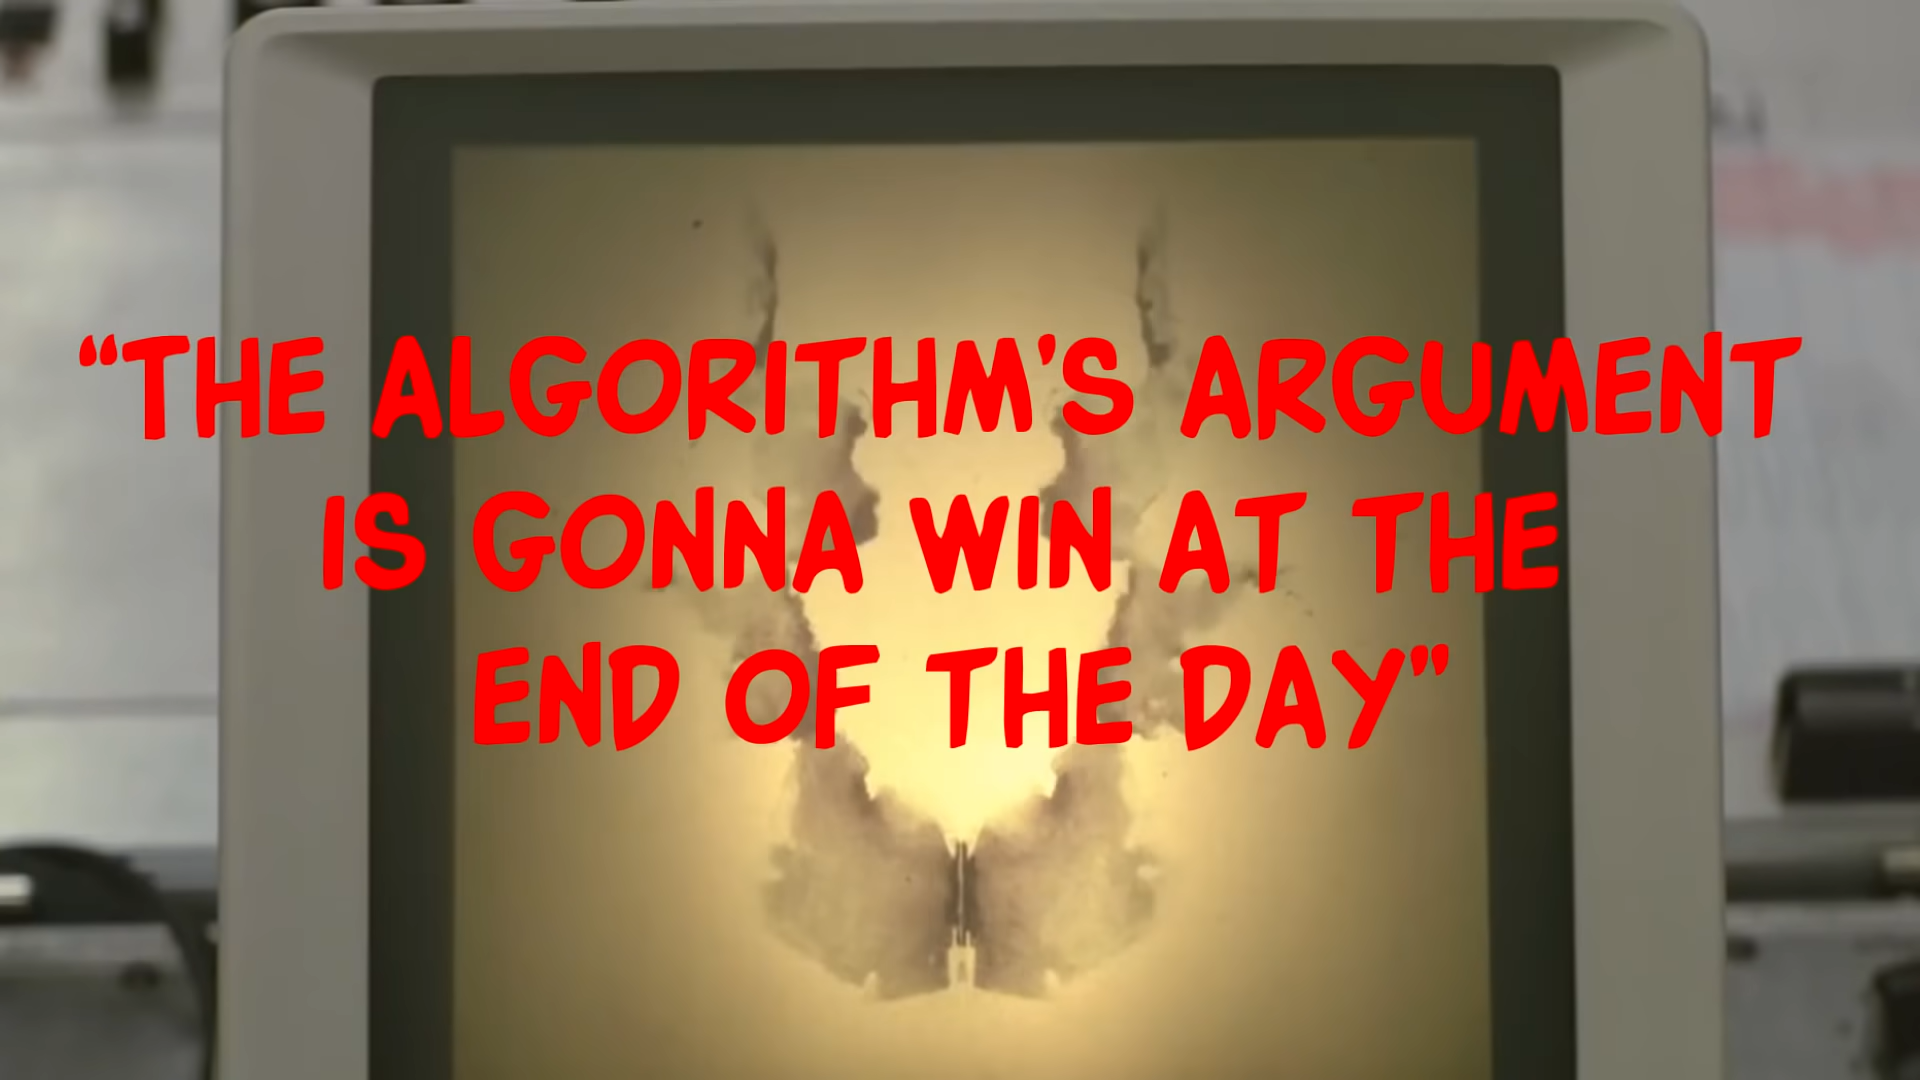 “THE ALGORITHM’S ARGUMENT
IS GONNA WIN AT THE
END OF THE DAY”